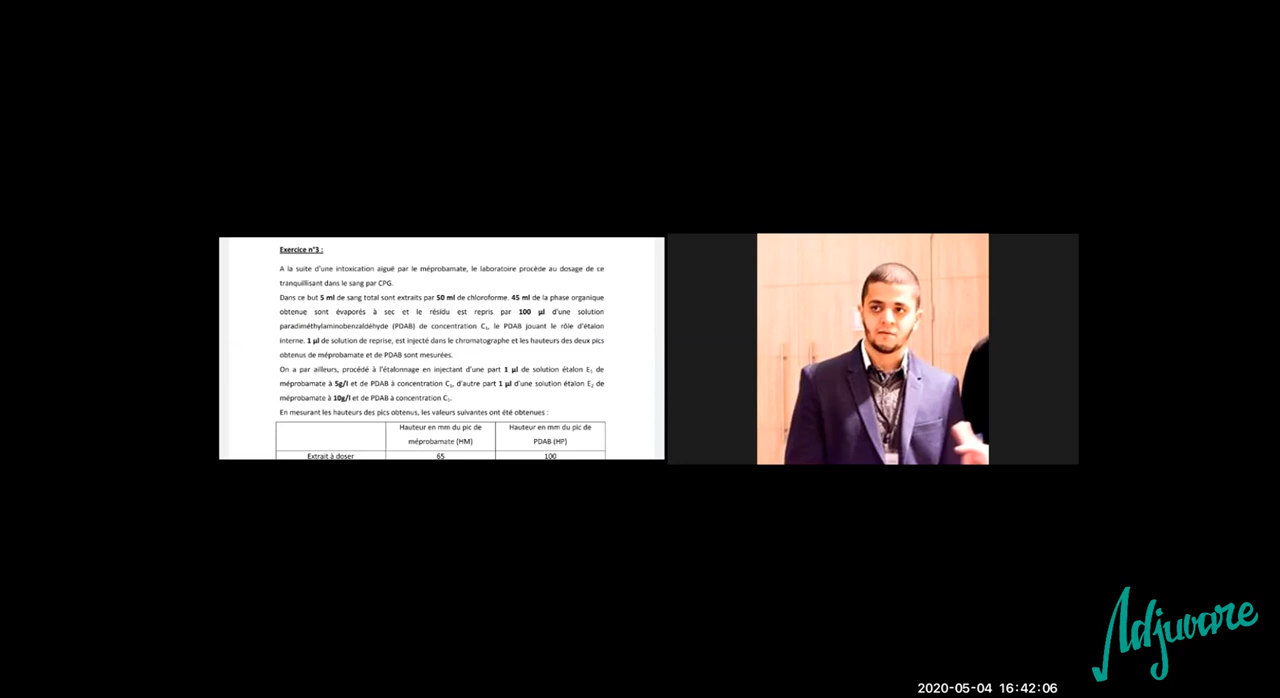 Exercice n°3 :
A la suite d'une intoxication aiguë par le méprobamate, le laboratoire procède au dosage de ce
tranquillisant dans le sang par CPG.
Dans ce but 5 ml de sang total sont extraits par 50 ml de chloroforme. 45 ml de la phase organique
obtenue sont évaporés à sec et le résidu est repris par 100 µl d'une solution
paradiméthylaminobenzaldéhyde (PDAB) de concentration C₁, le PDAB jouant le rôle d'étalon
interne. 1 µl de solution de reprise, est injecté dans le chromatographe et les hauteurs des deux pics
obtenus de méprobamate et de PDAB sont mesurées.
On a par ailleurs, procédé à l'étalonnage en injectant d'une part 1 µl de solution étalon E₁ de
méprobamate à 5g/l et de PDAB à concentration C₁, d'autre part 1 µl d'une solution étalon E₂ de
méprobamate à 10g/l et de PDAB à concentration C₁.
En mesurant les hauteurs des pics obtenus, les valeurs suivantes ont été obtenues :
Hauteur en mm du pic de méprobamate (HM)
Hauteur en mm du pic de PDAB (HP)
Extrait à doser 65 100
Adjuvare
2020-05-04 16:42:06